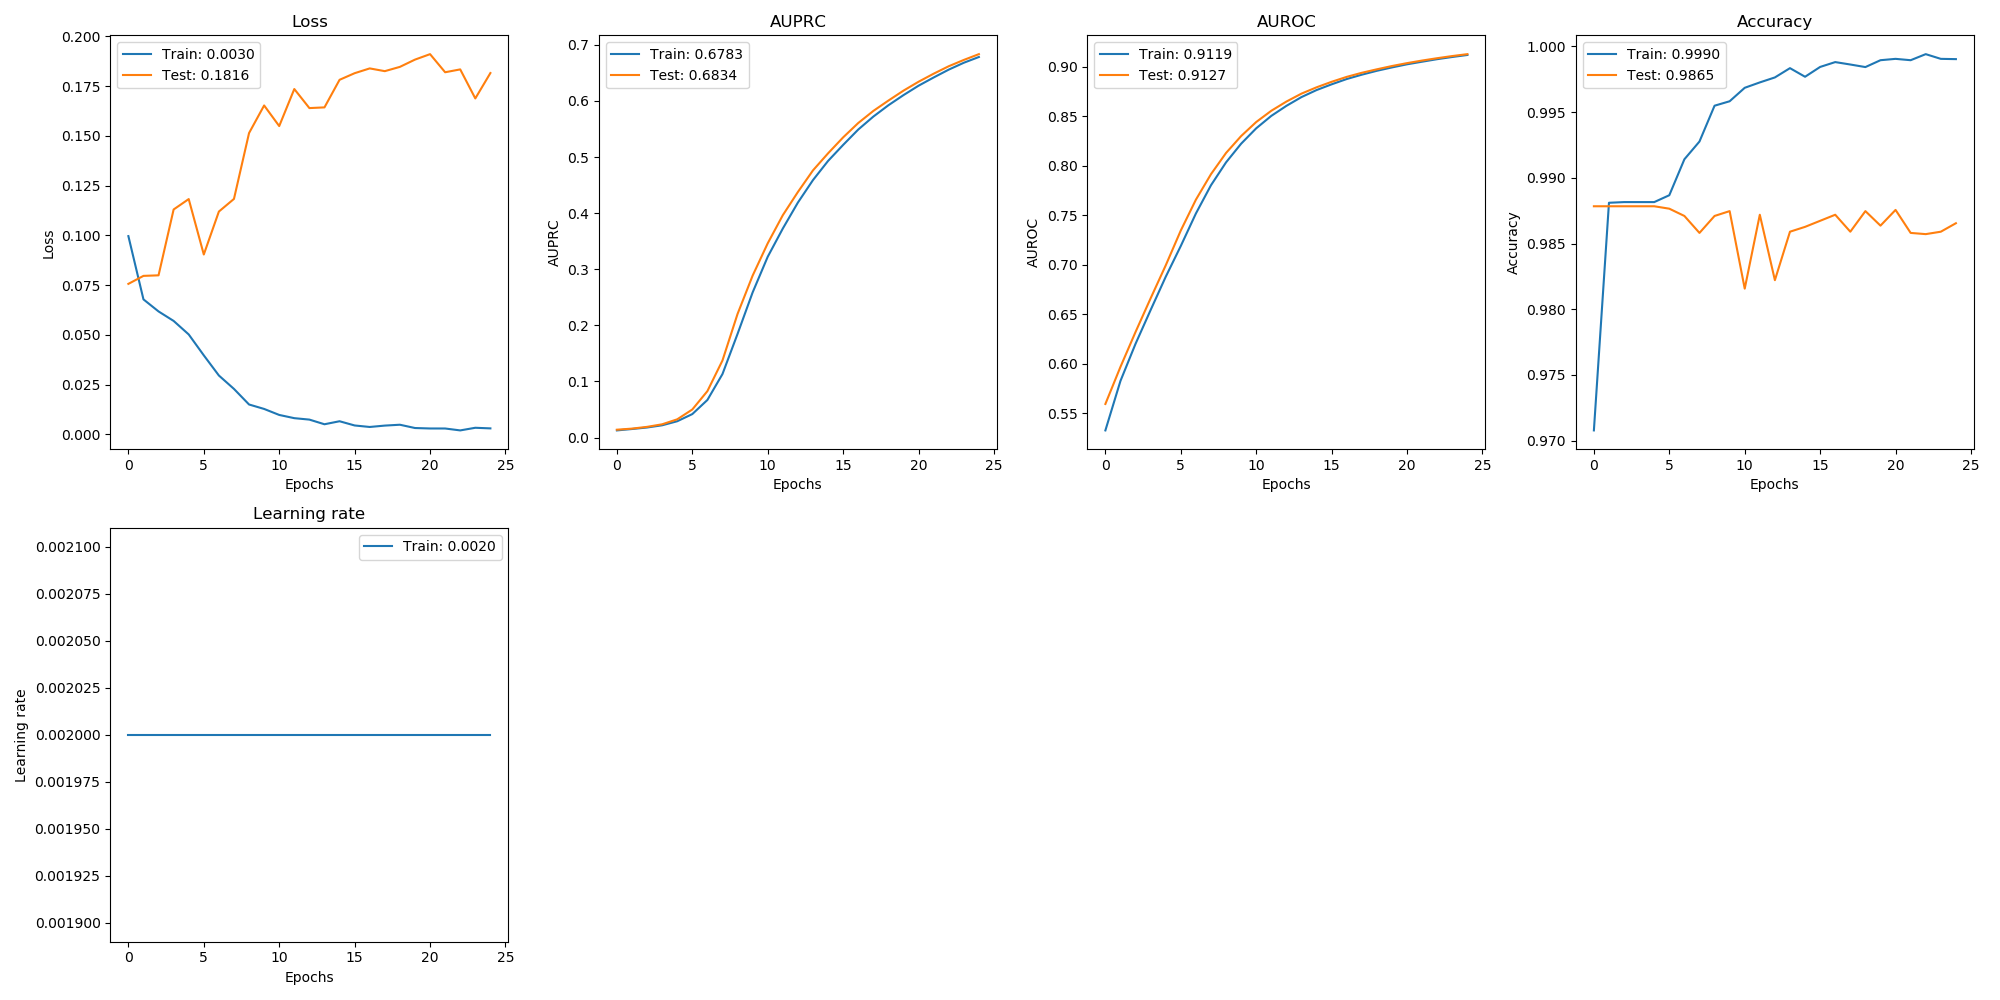 Loss
Train: 0.0030
Test: 0.1816
0.200
0.175
0.150
0.125
0.100
0.075
0.050
0.025
0.000
Loss
0 5 10 15 20 25
Epochs
AUPRC
Train: 0.6783
Test: 0.6834
0.7
0.6
0.5
0.4
0.3
0.2
0.1
0.0
AUPRC
0 5 10 15 20 25
Epochs
AUROC
Train: 0.9119
Test: 0.9127
0.90
0.85
0.80
0.75
0.70
0.65
0.60
0.55
AUROC
0 5 10 15 20 25
Epochs
Accuracy
Train: 0.9990
Test: 0.9865
1.000
0.995
0.990
0.985
0.980
0.975
0.970
Accuracy
0 5 10 15 20 25
Epochs
Learning rate
Train: 0.0020
0.002100
0.002075
0.002050
0.002025
0.002000
0.001975
0.001950
0.001925
0.001900
Learning rate
0 5 10 15 20 25
Epochs